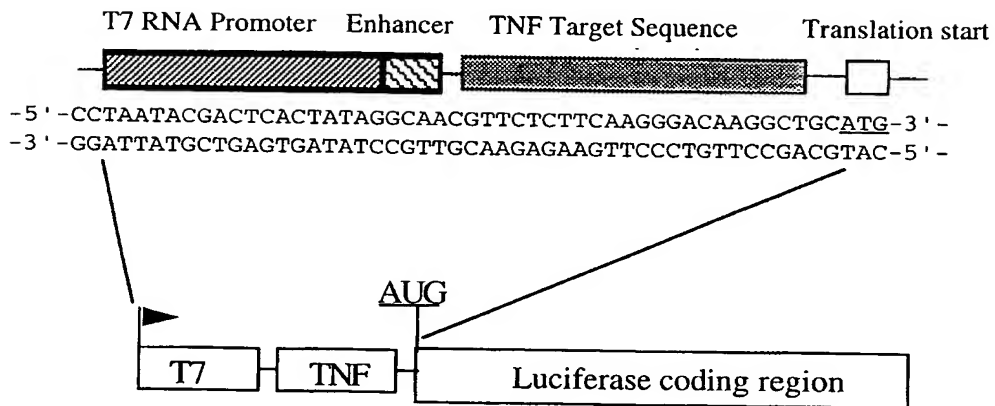 T7 RNA Promoter Enhancer TNF Target Sequence Translation start
-5'-CCTAATACGACTCACTATAGGCAACGTTCTCTTCAAGGGACAAGGCTGCATG-3'-
-3'-GGATTATGCTGAGTGATATCCGTTGCAAGAGAAGTTCCCTGTTCCGACGTAC-5'-
AUG
T7 TNF Luciferase coding region